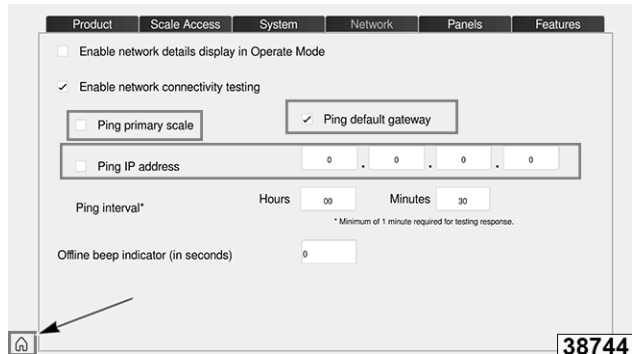 Product Scale Access System Network Panels Features
Enable network details display in Operate Mode
Enable network connectivity testing
Ping primary scale Ping default gateway
Ping IP address 0 . 0 . 0 . 0
Ping interval* Hours 00 Minutes 30
* Minimum of 1 minute required for testing response.
Offline beep indicator (in seconds) 0
38744